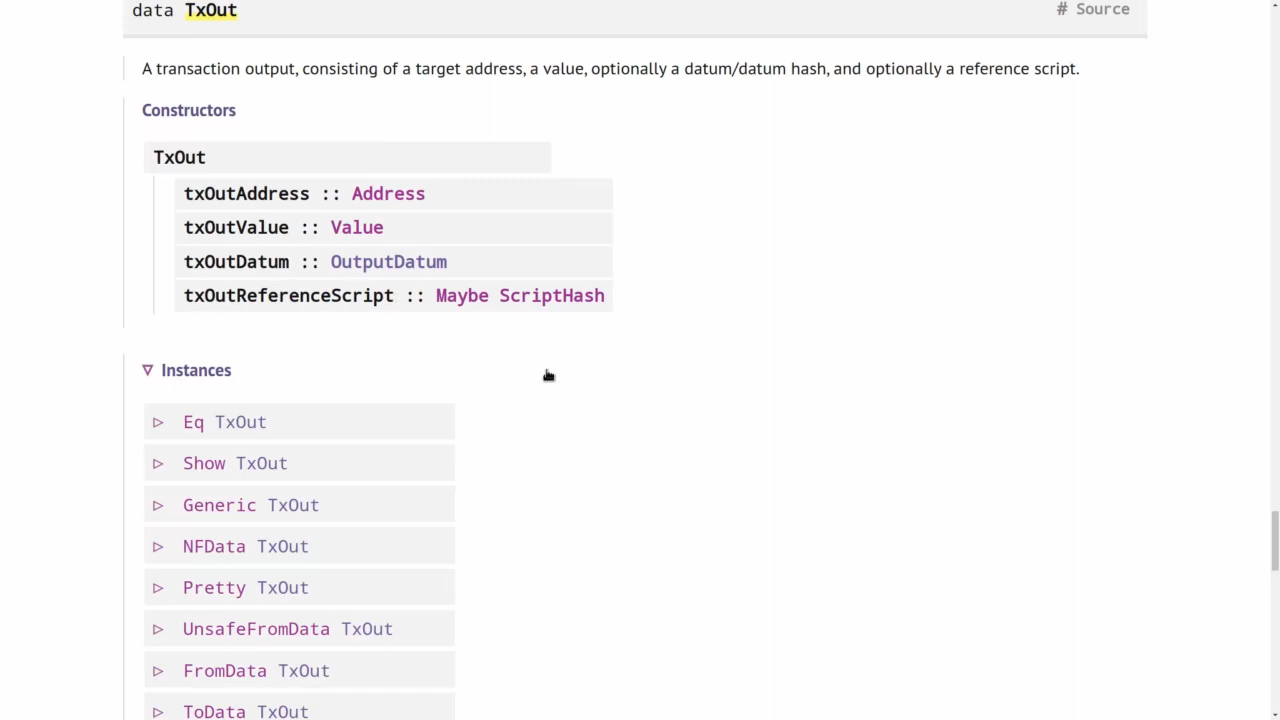 data TxOut # Source
A transaction output, consisting of a target address, a value, optionally a datum/datum hash, and optionally a reference script.
Constructors
TxOut
txOutAddress :: Address
txOutValue :: Value
txOutDatum :: OutputDatum
txOutReferenceScript :: Maybe ScriptHash
▽ Instances
▷ Eq TxOut
▷ Show TxOut
▷ Generic TxOut
▷ NFData TxOut
▷ Pretty TxOut
▷ UnsafeFromData TxOut
▷ FromData TxOut
▷ ToData TxOut